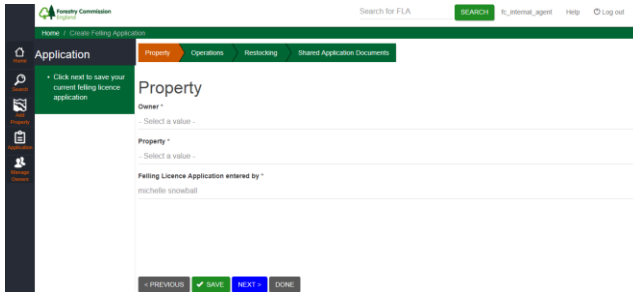 Forestry Commission
England
Search for FLA
SEARCH
fc_internal_agent
Help
Log out
Home / Create Felling Application
Home
Search
Add
Property
Application
Manage
Owners
Application
• Click next to save your
current felling licence
application
Property
Operations
Restocking
Shared Application Documents
Property
Owner *
- Select a value -
Property *
- Select a value -
Felling Licence Application entered by *
michelle snowball
< PREVIOUS
✔ SAVE
NEXT >
DONE